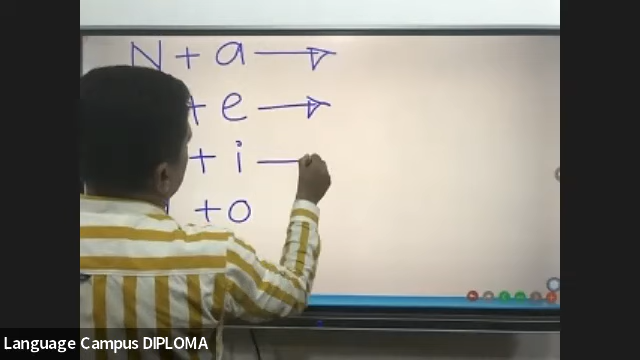 N + a →
+ e →
+ i —
+ o
Language Campus DIPLOMA